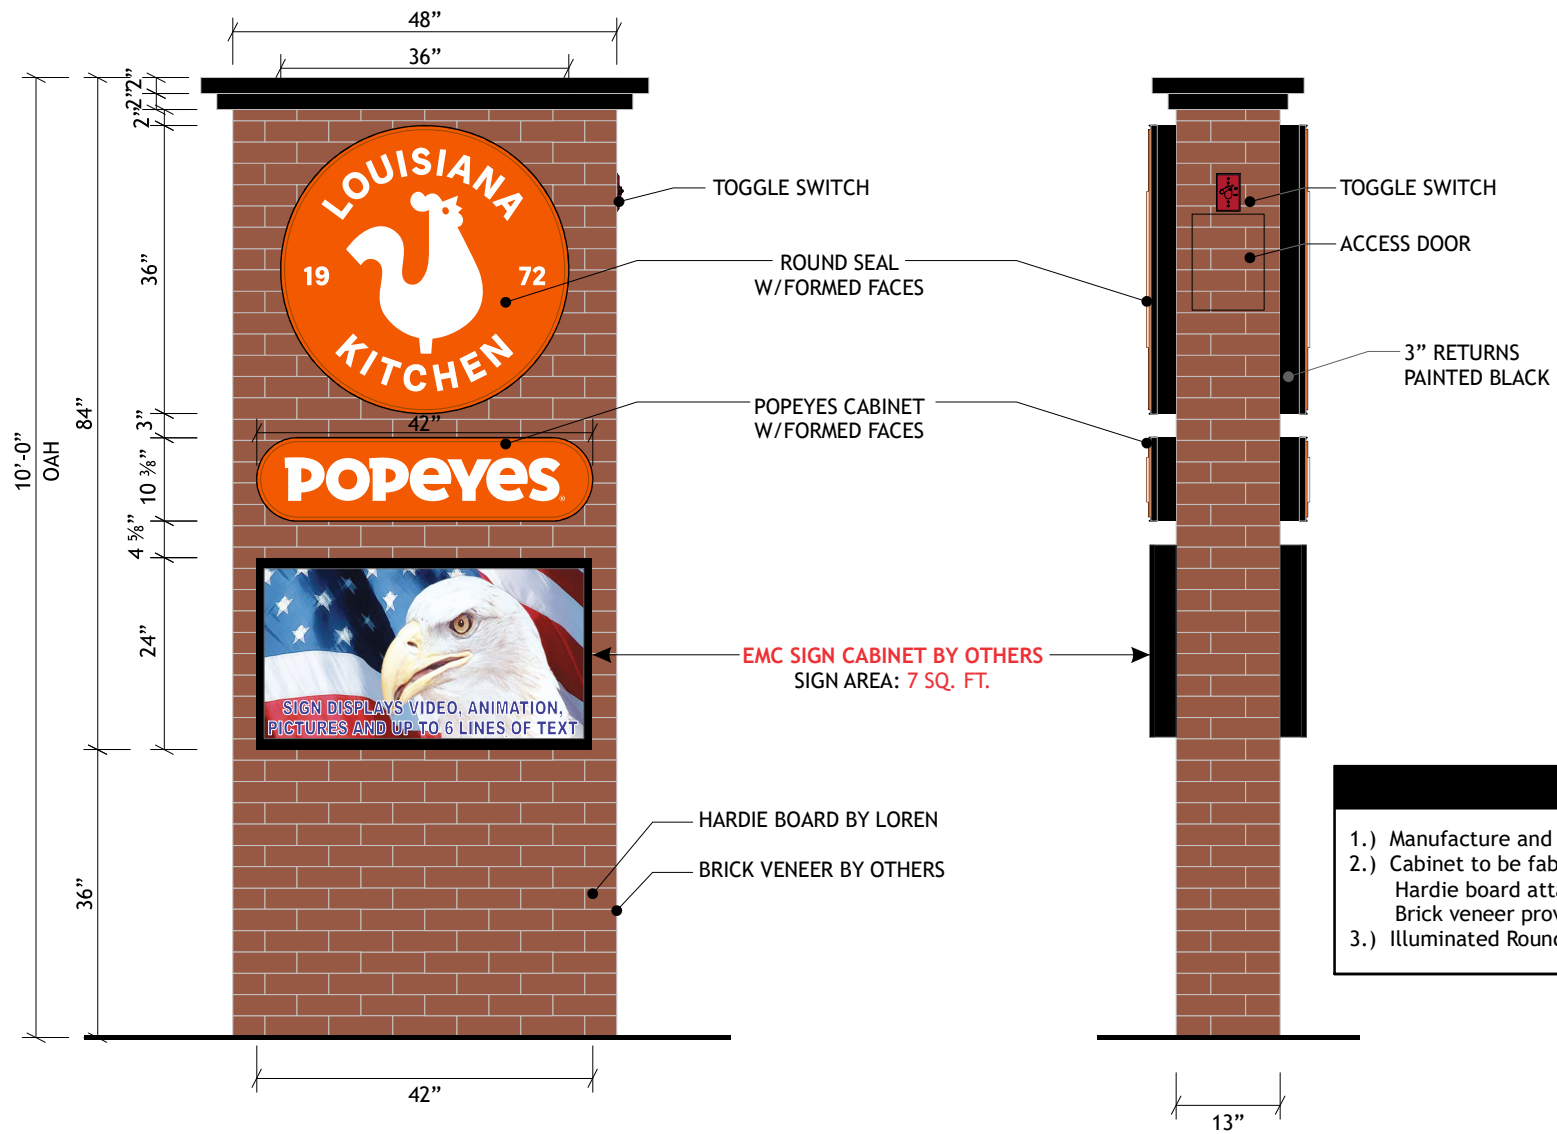 48”
36”
2”
2”
2”
LOUISIANA
19
72
KITCHEN
36”
3”
42”
10 ⅜”
POPEYES®
4 ⅝”
24”
84”
10’-0”
OAH
36”
SIGN DISPLAYS VIDEO, ANIMATION,
PICTURES AND UP TO 6 LINES OF TEXT
42”
TOGGLE SWITCH
ROUND SEAL
W/FORMED FACES
POPEYES CABINET
W/FORMED FACES
EMC SIGN CABINET BY OTHERS
SIGN AREA: 7 SQ. FT.
HARDIE BOARD BY LOREN
BRICK VENEER BY OTHERS
TOGGLE SWITCH
ACCESS DOOR
3” RETURNS
PAINTED BLACK
13”
1.) Manufacture and
2.) Cabinet to be fab
Hardie board atta
Brick veneer prov
3.) Illuminated Round